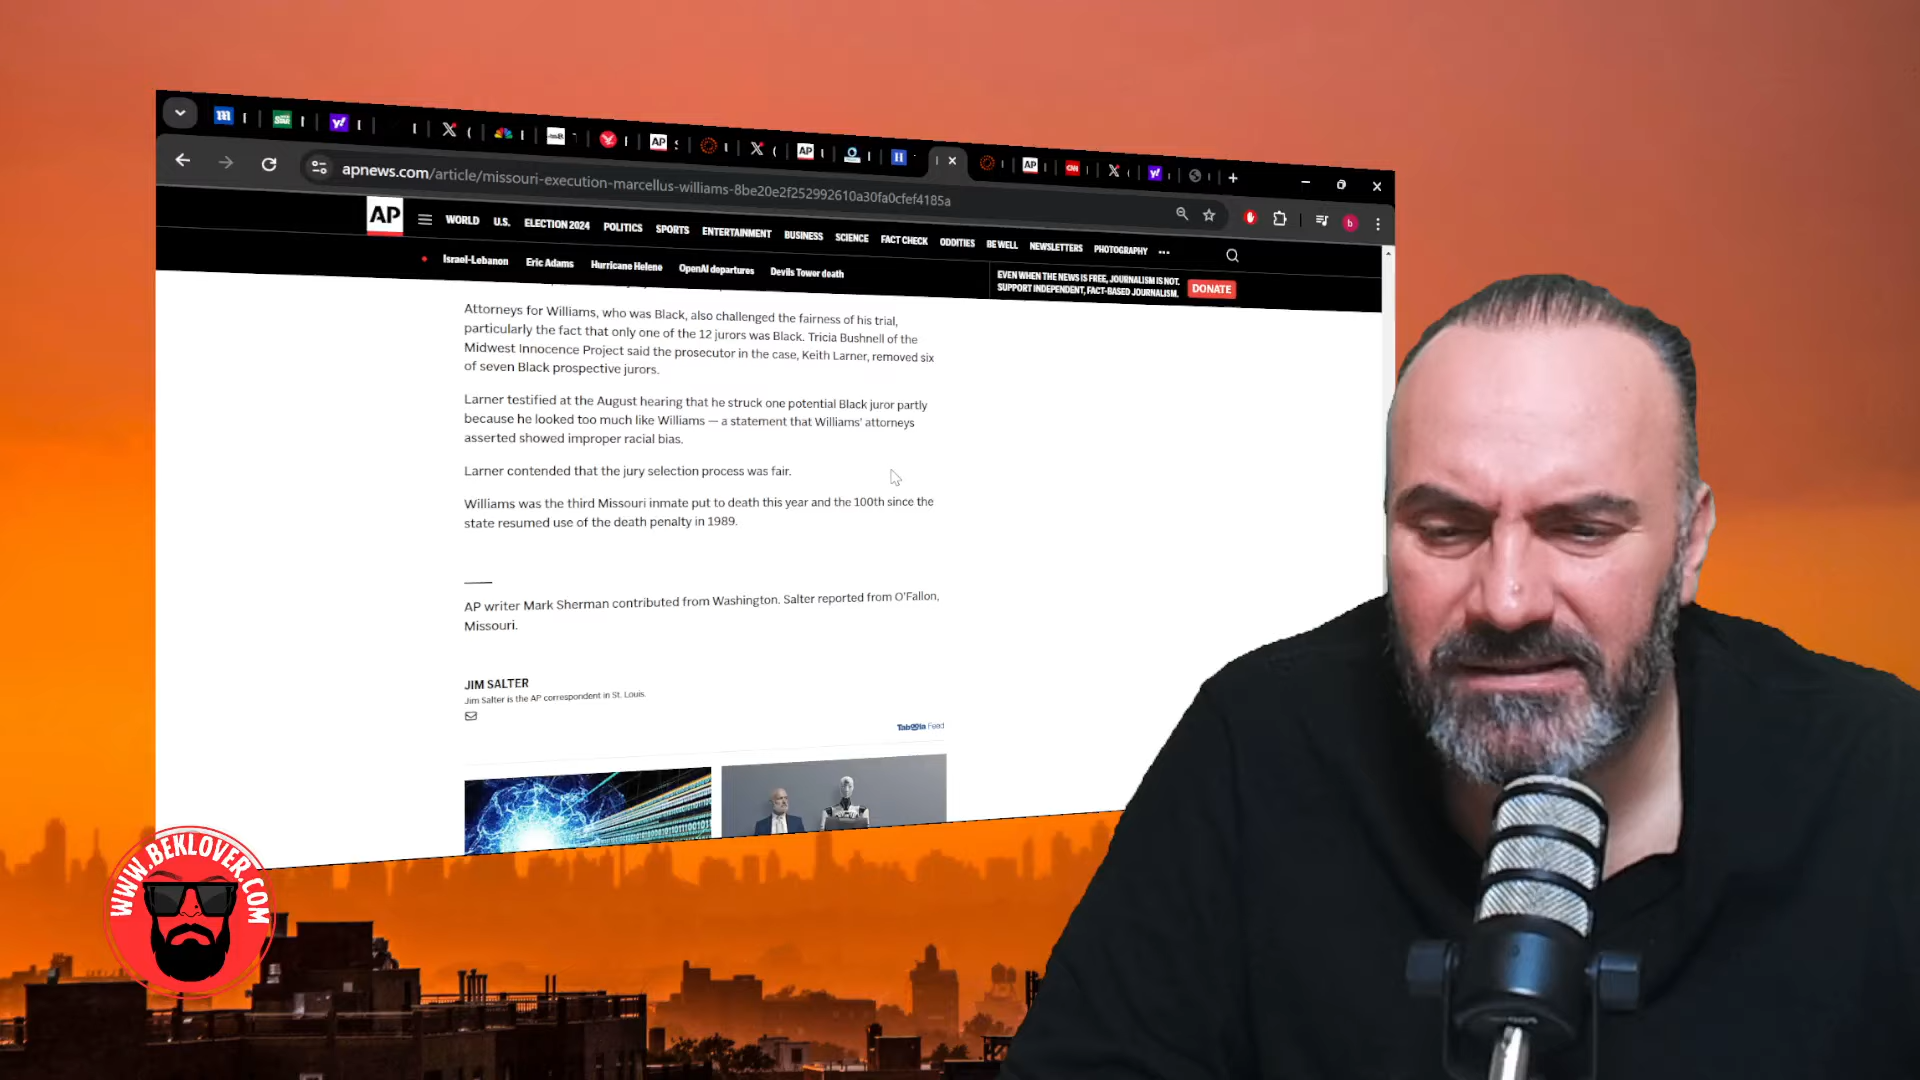 apnews.com/article/missouri-execution-marcellus-williams-8be20e2f252992610a30fa0cfef4185a
AP
WORLD U.S. ELECTION 2024 POLITICS SPORTS ENTERTAINMENT BUSINESS SCIENCE FACT CHECK ODDITIES BE WELL NEWSLETTERS PHOTOGRAPHY
Israel-Lebanon Eric Adams Hurricane Helene OpenAI departures Devils Tower death
EVEN WHEN THE NEWS IS FREE, JOURNALISM IS NOT.
SUPPORT INDEPENDENT, FACT-BASED JOURNALISM.
DONATE
Attorneys for Williams, who was Black, also challenged the fairness of his trial,
particularly the fact that only one of the 12 jurors was Black. Tricia Bushnell of the
Midwest Innocence Project said the prosecutor in the case, Keith Larner, removed six
of seven Black prospective jurors.
Larner testified at the August hearing that he struck one potential Black juror partly
because he looked too much like Williams — a statement that Williams' attorneys
asserted showed improper racial bias.
Larner contended that the jury selection process was fair.
Williams was the third Missouri inmate put to death this year and the 100th since the
state resumed use of the death penalty in 1989.
AP writer Mark Sherman contributed from Washington. Salter reported from O'Fallon,
Missouri.
JIM SALTER
Jim Salter is the AP correspondent in St. Louis
Taboola Feed
WWW.BEKLOVER.COM